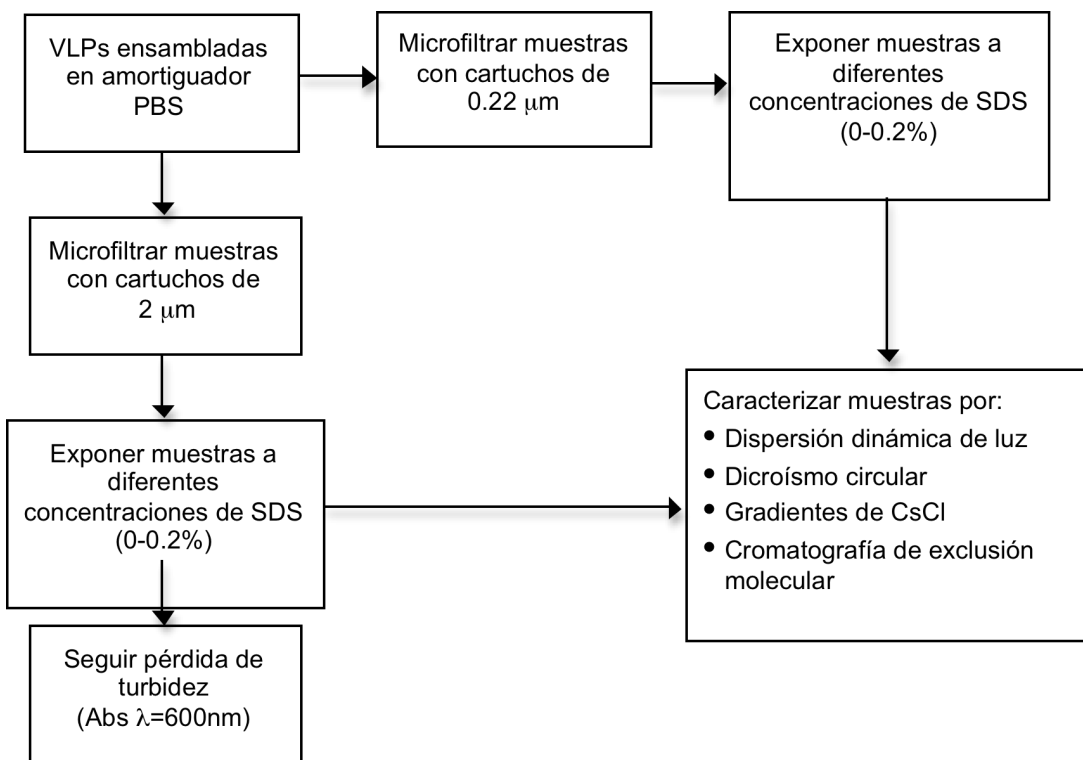 VLPs ensambladas
en amortiguador
PBS
Microfiltrar muestras
con cartuchos de
0.22 μm
Exponer muestras a
diferentes
concentraciones de SDS
(0-0.2%)
Microfiltrar muestras
con cartuchos de
2 μm
Exponer muestras a
diferentes
concentraciones de SDS
(0-0.2%)
Caracterizar muestras por:
• Dispersión dinámica de luz
• Dicroísmo circular
• Gradientes de CsCl
• Cromatografía de exclusión
molecular
Seguir pérdida de
turbidez
(Abs λ=600nm)